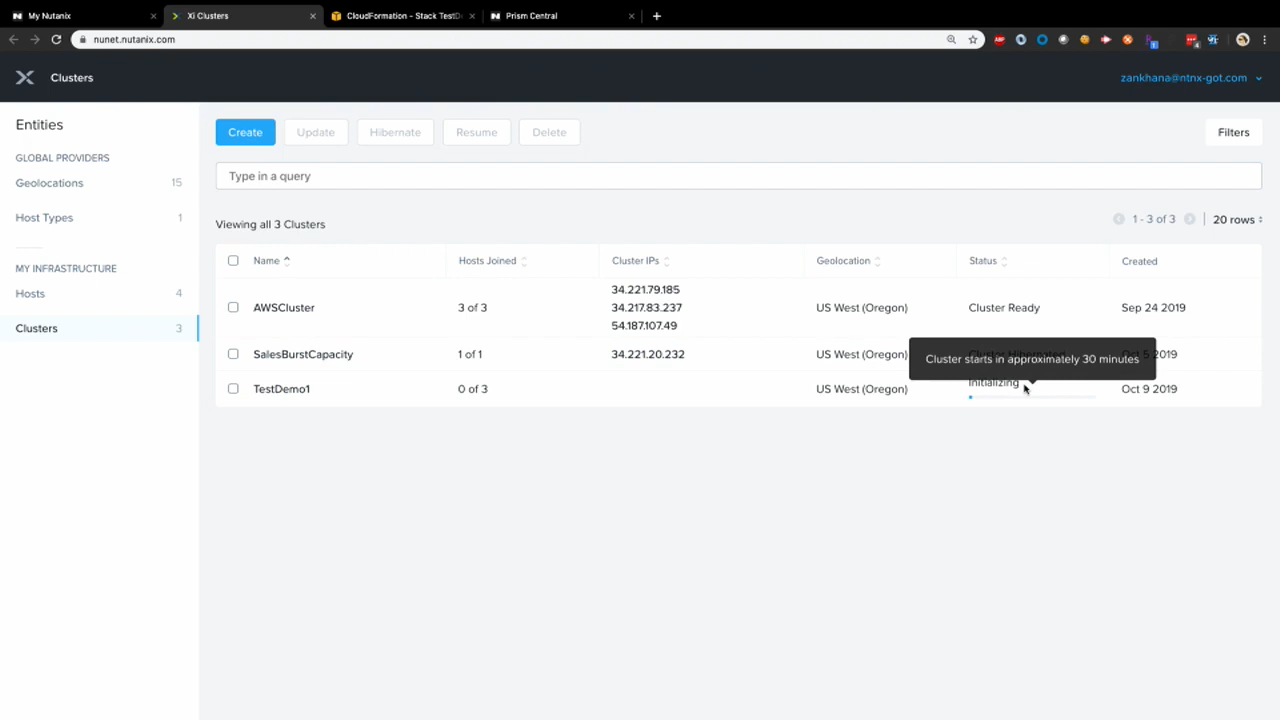 My Nutanix
Xi Clusters
CloudFormation - Stack TestD
Prism Central
nunet.nutanix.com
Clusters
zankhana@ntnx-got.com
Entities
GLOBAL PROVIDERS
Geolocations 15
Host Types 1
MY INFRASTRUCTURE
Hosts 4
Clusters 3
Create Update Hibernate Resume Delete Filters
Type in a query
Viewing all 3 Clusters 1 - 3 of 3 20 rows
Name Hosts Joined Cluster IPs Geolocation Status Created
AWSCluster 3 of 3 34.221.79.185 US West (Oregon) Cluster Ready Sep 24 2019
34.217.83.237
54.187.107.49
SalesBurstCapacity 1 of 1 34.221.20.232 US West (Oregon) 2019
Cluster starts in approximately 30 minutes
TestDemo1 0 of 3 US West (Oregon) Initializing Oct 9 2019